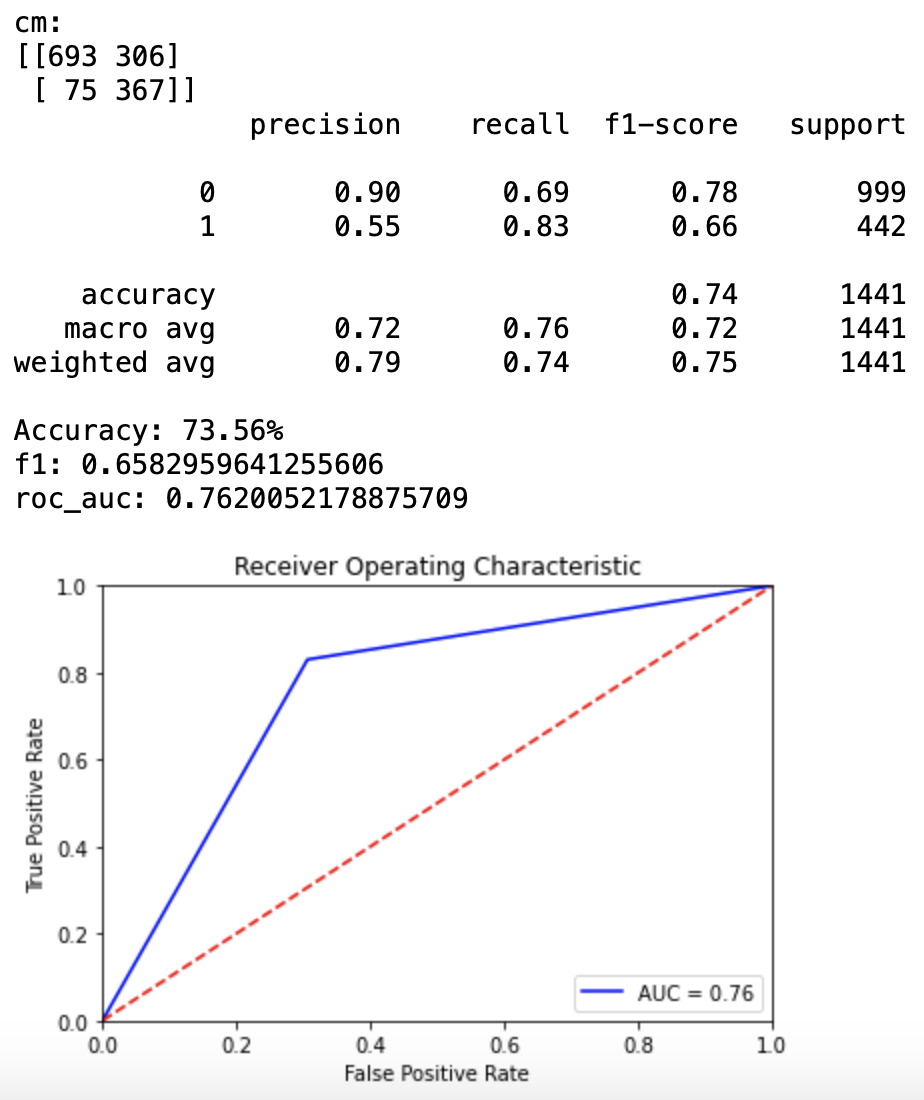 cm:
[[693 306]
[ 75 367]]
precision recall f1-score support
0 0.90 0.69 0.78 999
1 0.55 0.83 0.66 442
accuracy 0.74 1441
macro avg 0.72 0.76 0.72 1441
weighted avg 0.79 0.74 0.75 1441
Accuracy: 73.56%
f1: 0.6582959641255606
roc_auc: 0.7620052178875709
Receiver Operating Characteristic
1.0
0.8
0.6
0.4
0.2
0.0
True Positive Rate
AUC = 0.76
0.0 0.2 0.4 0.6 0.8 1.0
False Positive Rate